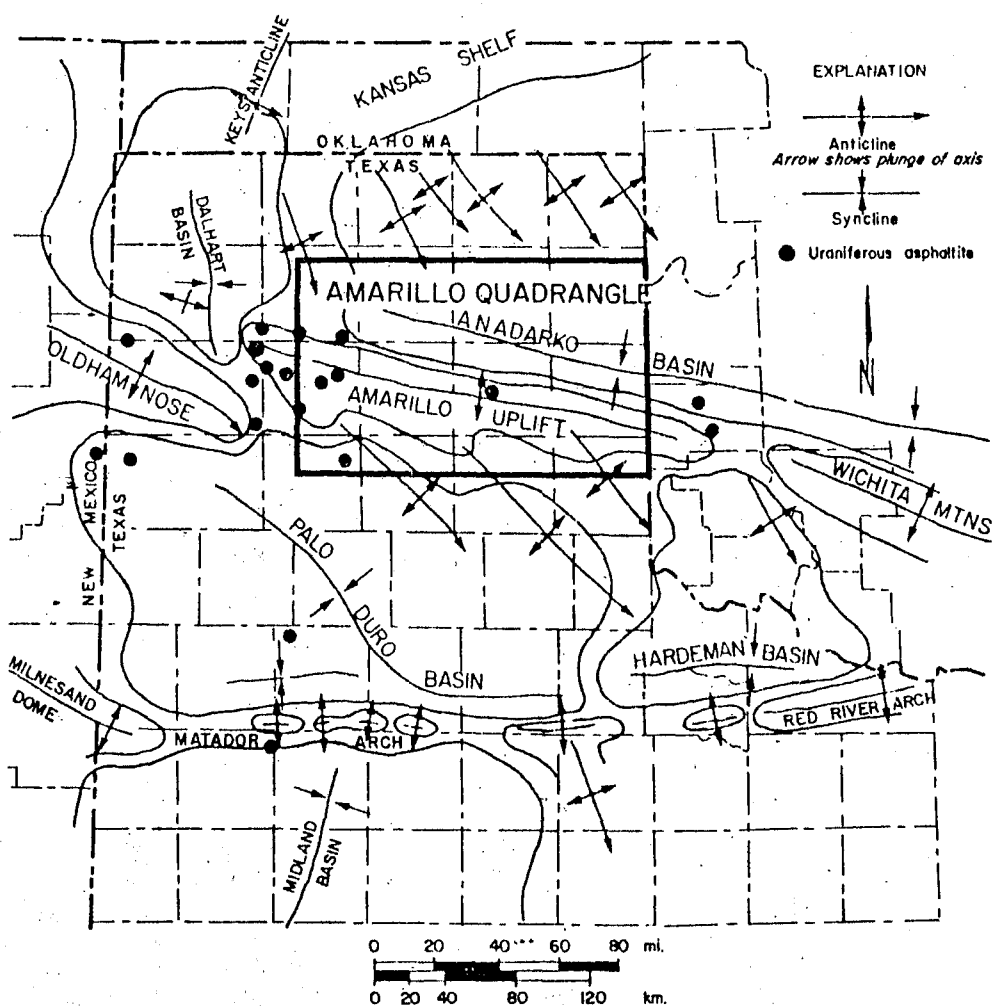 KEYS ANTICLINE
KANSAS SHELF
EXPLANATION
Anticline
Arrow shows plunge of axis
Syncline
Uraniferous asphaltite
OKLAHOMA
TEXAS
DALHART
BASIN
AMARILLO QUADRANGLE
ANADARKO
BASIN
N
OLDHAM NOSE
AMARILLO
UPLIFT
WICHITA
MTNS
NEW MEXICO
TEXAS
PALO
DURO
BASIN
HARDEMAN BASIN
MILNESAND
DOME
RED RIVER ARCH
MATADOR
ARCH
MIDLAND
BASIN
0 20 40 60 80 mi.
0 20 40 80 120 km.